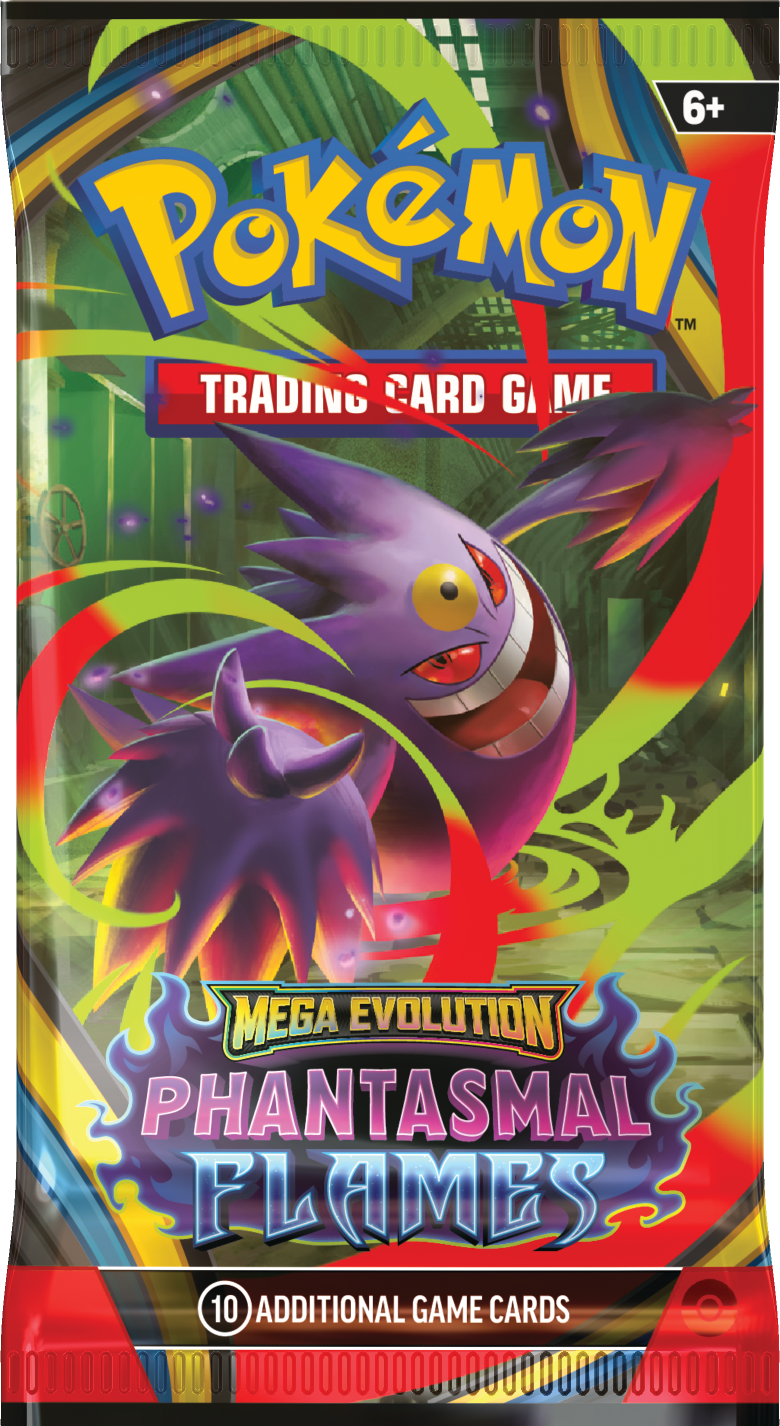 6+
POKéMON
TM
TRADING CARD GAME
MEGA EVOLUTION
PHANTASMAL
FLAMES
10 ADDITIONAL GAME CARDS